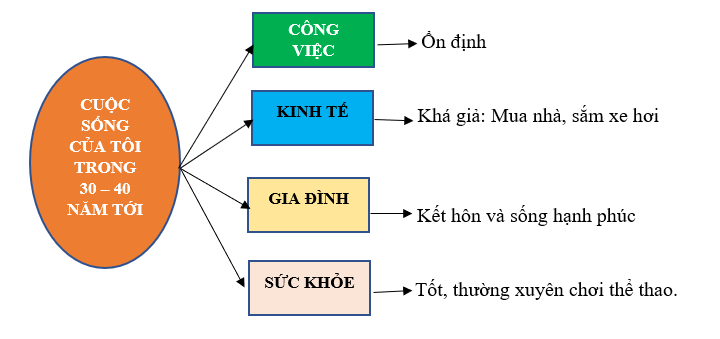 CUỘC
SỐNG
CỦA TÔI
TRONG
30 – 40
NĂM TỚI
CÔNG
VIỆC
Ổn định
KINH TẾ
Khá giả: Mua nhà, sắm xe hơi
GIA ĐÌNH
Kết hôn và sống hạnh phúc
SỨC KHỎE
Tốt, thường xuyên chơi thể thao.